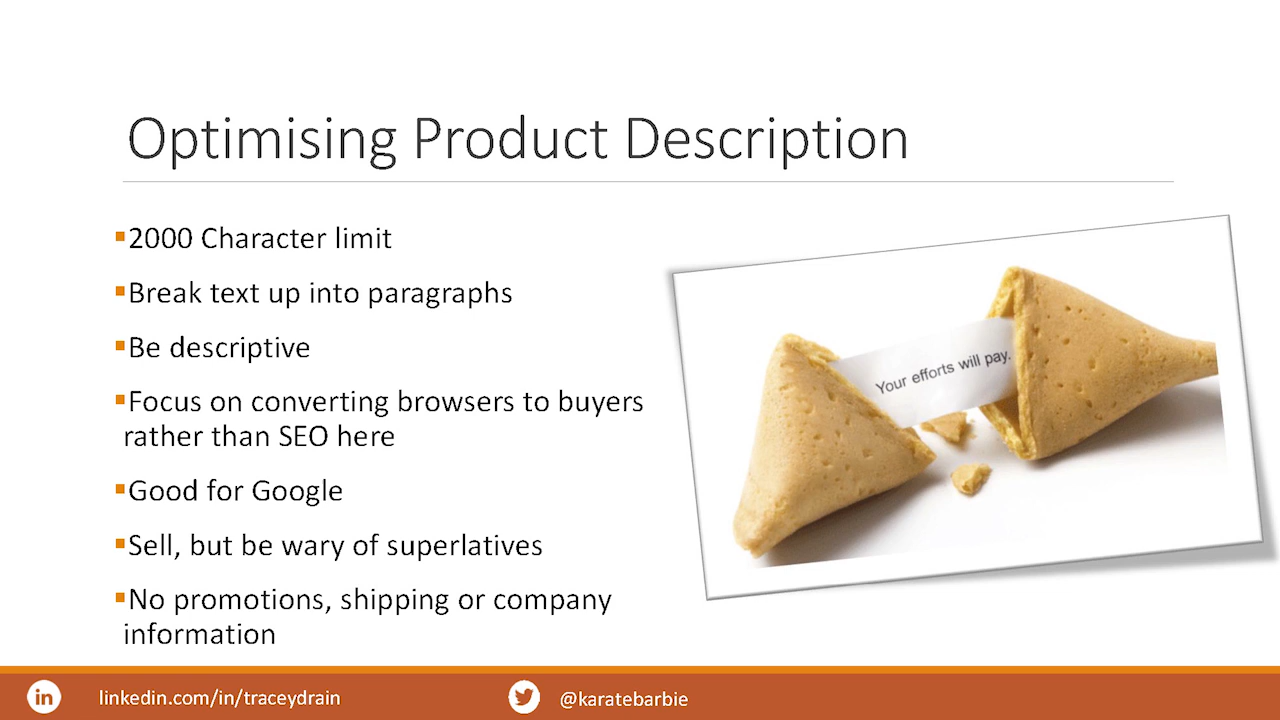 Optimising Product Description
▪2000 Character limit
▪Break text up into paragraphs
▪Be descriptive
▪Focus on converting browsers to buyers
rather than SEO here
▪Good for Google
▪Sell, but be wary of superlatives
▪No promotions, shipping or company
information
Your efforts will pay.
in
linkedin.com/in/traceydrain
@karatebarbie